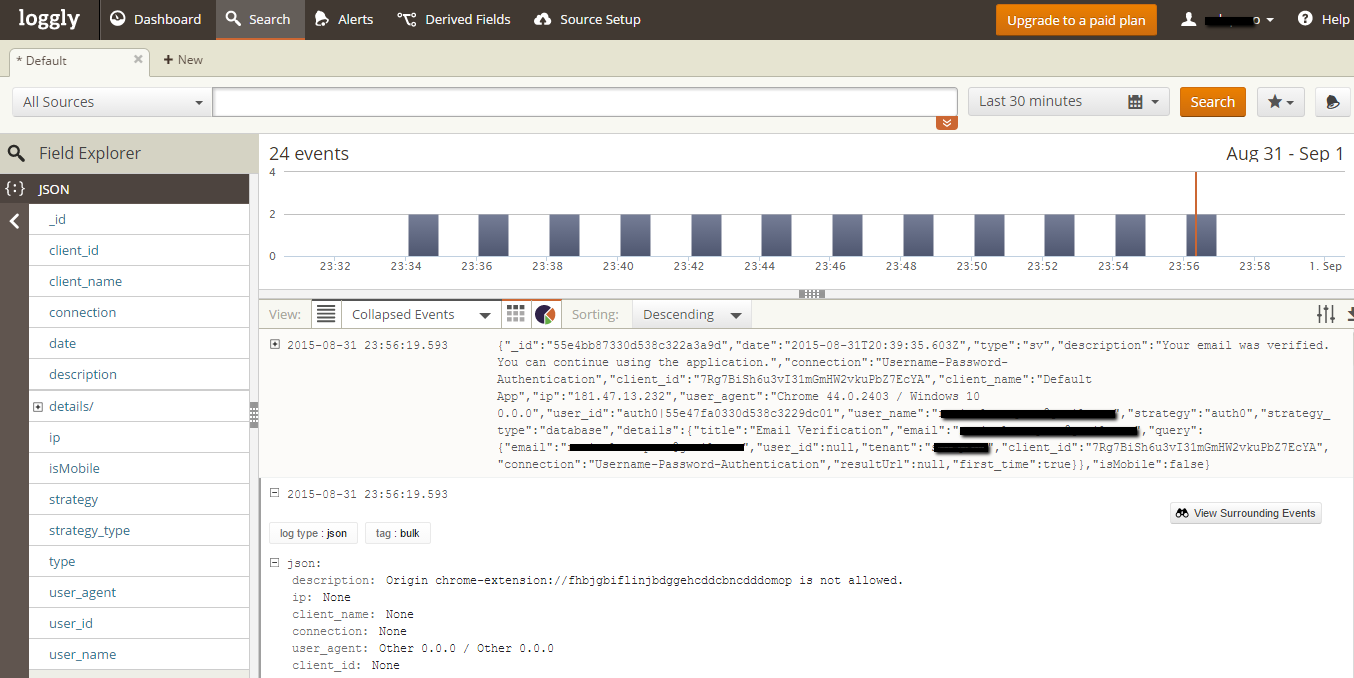 loggly
Dashboard
Search
Alerts
Derived Fields
Source Setup
Upgrade to a paid plan
Help
* Default
New
All Sources
Last 30 minutes
Search
Field Explorer
JSON
_id
client_id
client_name
connection
date
description
details/
ip
isMobile
strategy
strategy_type
type
user_agent
user_id
user_name
24 events
Aug 31 - Sep 1
4
2
0
23:32 23:34 23:36 23:38 23:40 23:42 23:44 23:46 23:48 23:50 23:52 23:54 23:56 23:58 1. Sep
View: Collapsed Events Sorting: Descending
2015-08-31 23:56:19.593
{"_id":"55e4bb87330d538c322a3a9d","date":"2015-08-31T20:39:35.603Z","type":"sv","description":"Your email was verified.
You can continue using the application.","connection":"Username-Password-
Authentication","client_id":"7Rg7BiSh6u3vI31mGmHW2vkuPbZ7EcYA","client_name":"Default
App","ip":"181.47.13.232","user_agent":"Chrome 44.0.2403 / Windows 10
0.0.0","user_id":"auth0|55e47fa0330d538c3229dc01","user_name":" ","strategy":"auth0","strategy_
type":"database","details":{"title":"Email Verification","email":" ","query":
{"email":" ","user_id":null,"tenant":" ","client_id":"7Rg7BiSh6u3vI31mGmHW2vkuPbZ7EcYA",
"connection":"Username-Password-Authentication","resultUrl":null,"first_time":true}},"isMobile":false}
2015-08-31 23:56:19.593
View Surrounding Events
log type : json
tag : bulk
json:
description: Origin chrome-extension://fhbjgbiflinjbdggehcddcbncdddomop is not allowed.
ip: None
client_name: None
connection: None
user_agent: Other 0.0.0 / Other 0.0.0
client_id: None